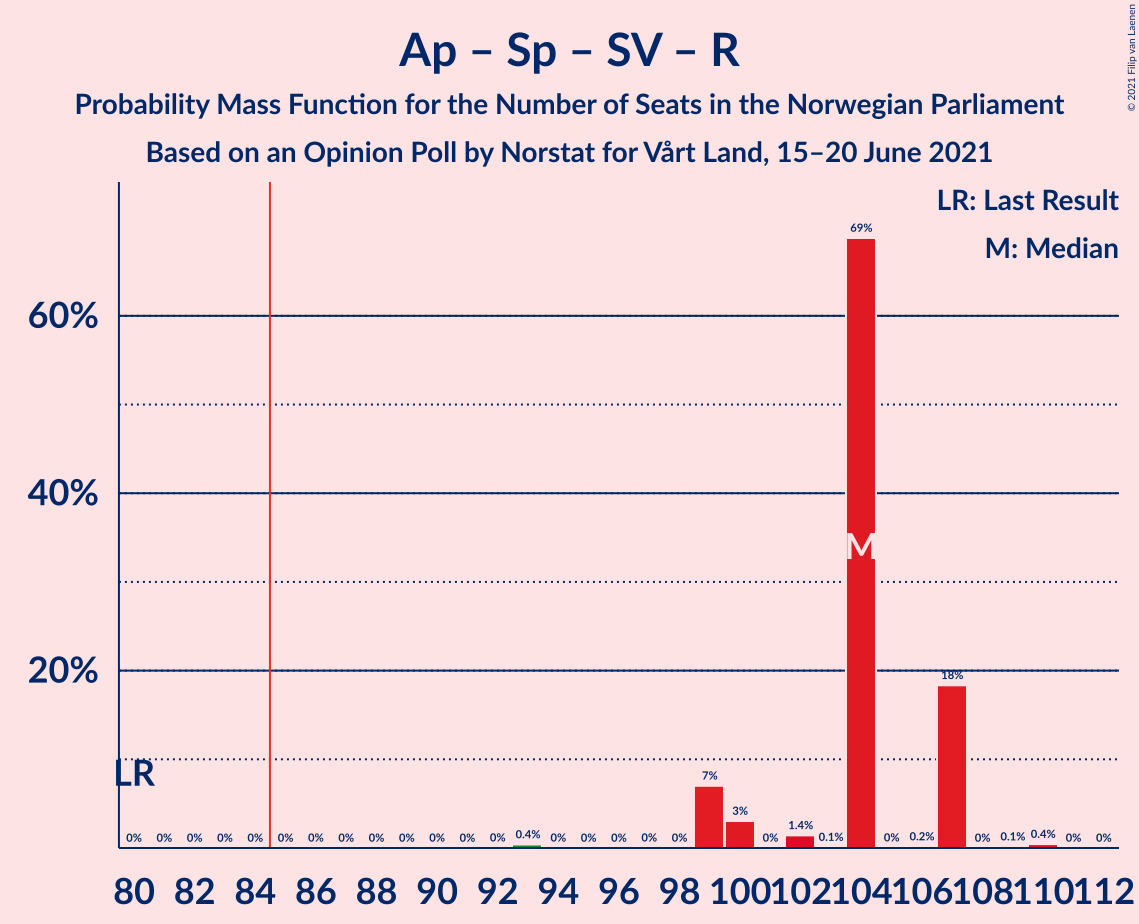 Ap – Sp – SV – R
Probability Mass Function for the Number of Seats in the Norwegian Parliament
Based on an Opinion Poll by Norstat for Vårt Land, 15–20 June 2021
© 2021 Filip van Laenen
LR: Last Result
M: Median
69%
60%
40%
M
20%
18%
LR
7%
3%
0% 0% 0% 0% 0% 0% 0% 0% 0% 0% 0% 0% 0% 0.4% 0% 0% 0% 0% 0% 0% 1.4% 0.1% 0% 0.2% 0% 0.1% 0.4% 0% 0%
80 82 84 86 88 90 92 94 96 98 100 102 104 106 108 110 112